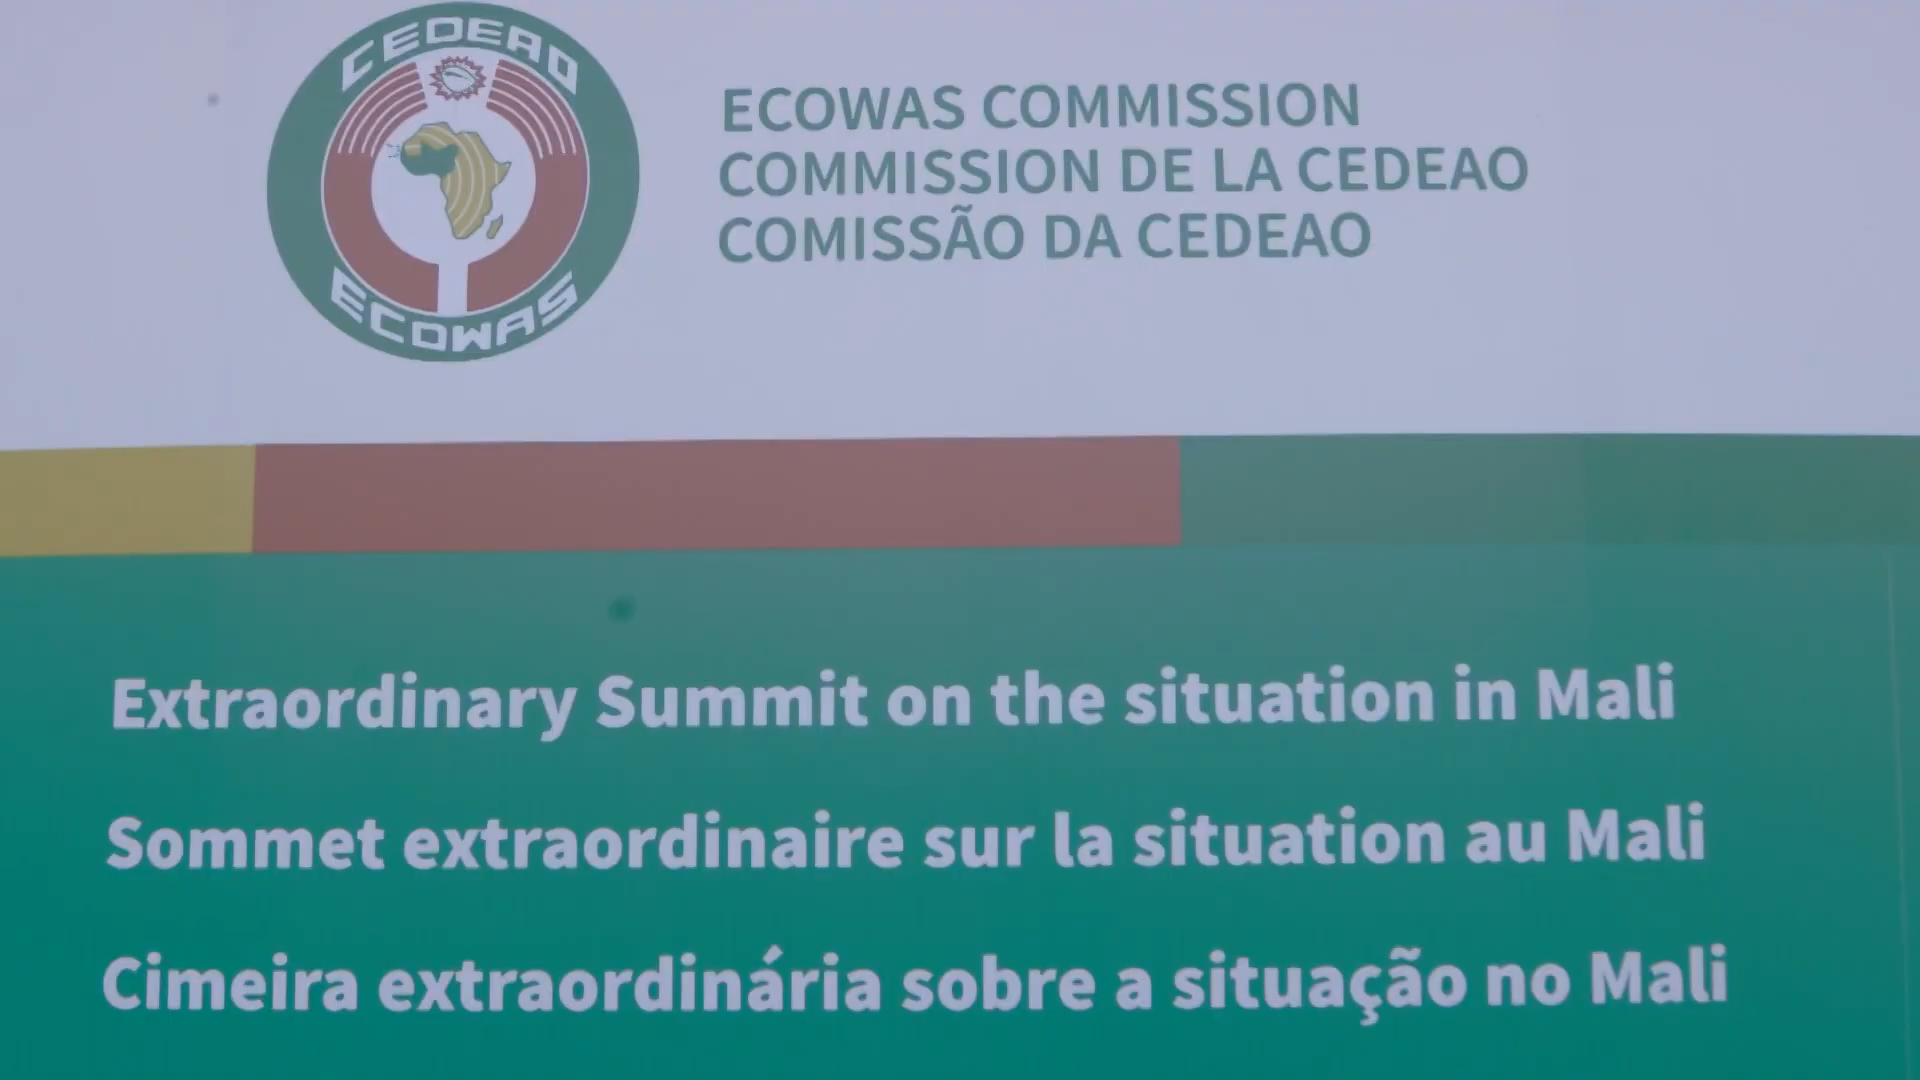 CEDEAO
ECOWAS
ECOWAS COMMISSION
COMMISSION DE LA CEDEAO
COMISSÃO DA CEDEAO
Extraordinary Summit on the situation in Mali
Sommet extraordinaire sur la situation au Mali
Cimeira extraordinária sobre a situação no Mali